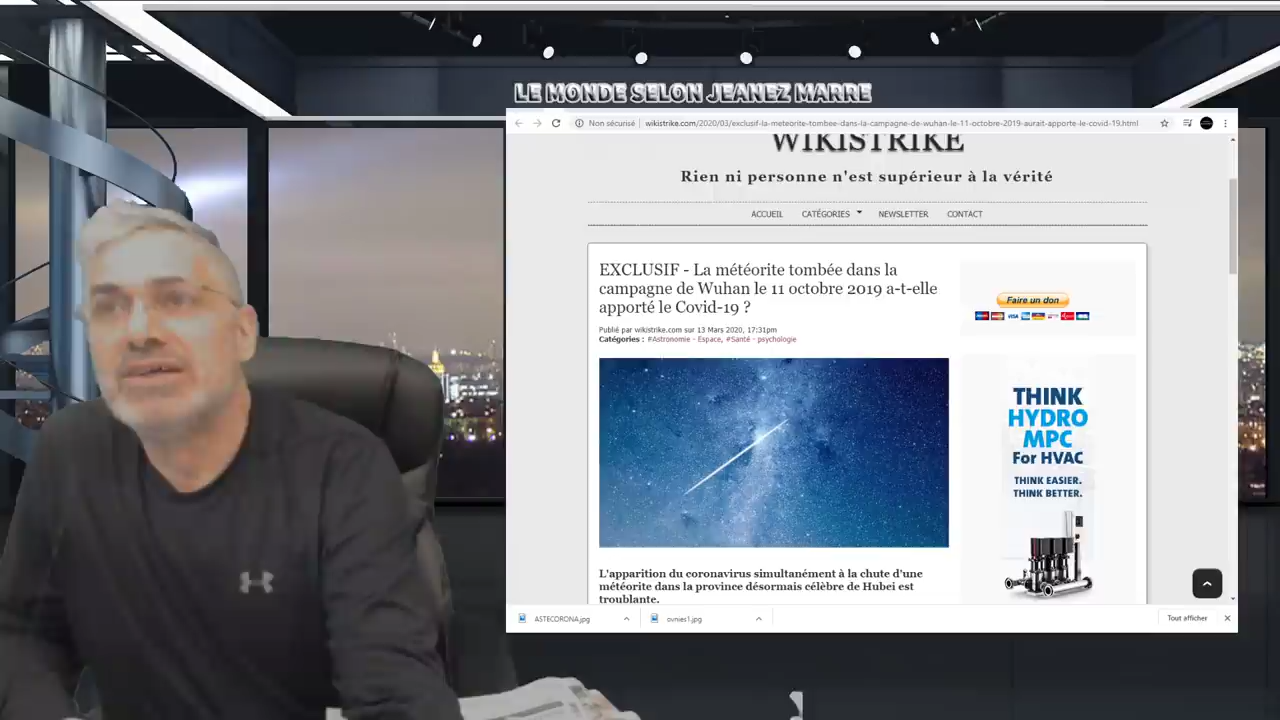 LE MONDE SELON JEANEZ MARRE
Non sécurisé
wikistrike.com/2020/03/exclusif-la-meteorite-tombee-dans-la-campagne-de-wuhan-le-11-octobre-2019-aurait-apporte-le-covid-19.html
WIKISTRIKE
Rien ni personne n'est supérieur à la vérité
ACCUEIL CATÉGORIES NEWSLETTER CONTACT
EXCLUSIF - La météorite tombée dans la
campagne de Wuhan le 11 octobre 2019 a-t-elle
apporté le Covid-19 ?
Publié par wikistrike.com sur 13 Mars 2020, 17:31pm
Catégories : #Astronomie - Espace, #Santé - psychologie
L'apparition du coronavirus simultanément à la chute d'une
météorite dans la province désormais célèbre de Hubei est
troublante.
Faire un don
THINK
HYDRO
MPC
For HVAC
THINK EASIER.
THINK BETTER.
ASTECORONA.jpg
ovnies1.jpg
Tout afficher